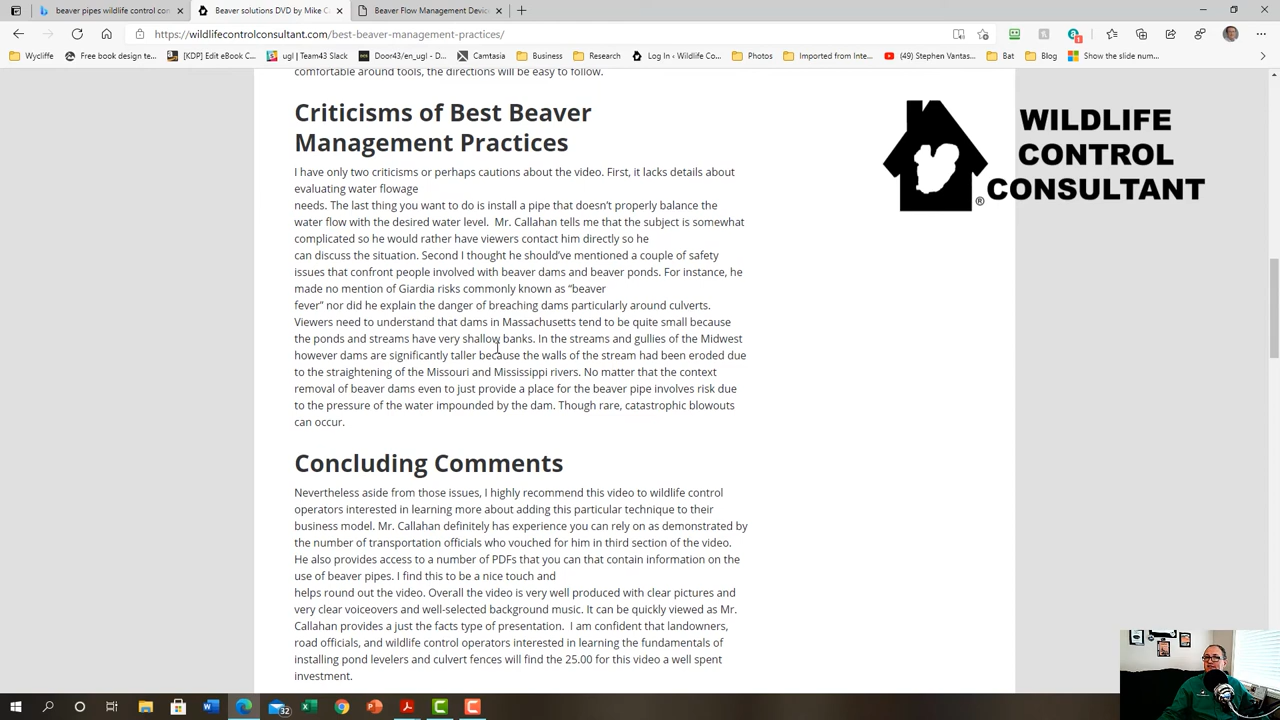 beaver pipes wildlife control con
Beaver solutions DVD by Mike C
Beaver Flow Management Device
https://wildlifecontrolconsultant.com/best-beaver-management-practices/
Wycliffe
Free book design te...
[KDP] Edit eBook C...
ugl | Team43 Slack
Door43/en_ugl - D...
Camtasia
Business
Research
Log In ‹ Wildlife Co...
Photos
Imported from Inte...
(49) Stephen Vantas...
Bat
Blog
Show the slide num...
comfortable around tools, the directions will be easy to follow.
Criticisms of Best Beaver
Management Practices
I have only two criticisms or perhaps cautions about the video. First, it lacks details about
evaluating water flowage
needs. The last thing you want to do is install a pipe that doesn’t properly balance the
water flow with the desired water level.  Mr. Callahan tells me that the subject is somewhat
complicated so he would rather have viewers contact him directly so he
can discuss the situation. Second I thought he should’ve mentioned a couple of safety
issues that confront people involved with beaver dams and beaver ponds. For instance, he
made no mention of Giardia risks commonly known as “beaver
fever” nor did he explain the danger of breaching dams particularly around culverts.
Viewers need to understand that dams in Massachusetts tend to be quite small because
the ponds and streams have very shallow banks. In the streams and gullies of the Midwest
however dams are significantly taller because the walls of the stream had been eroded due
to the straightening of the Missouri and Mississippi rivers. No matter that the context
removal of beaver dams even to just provide a place for the beaver pipe involves risk due
to the pressure of the water impounded by the dam. Though rare, catastrophic blowouts
can occur.
Concluding Comments
Nevertheless aside from those issues, I highly recommend this video to wildlife control
operators interested in learning more about adding this particular technique to their
business model. Mr. Callahan definitely has experience you can rely on as demonstrated by
the number of transportation officials who vouched for him in third section of the video.
He also provides access to a number of PDFs that you can that contain information on the
use of beaver pipes. I find this to be a nice touch and
helps round out the video. Overall the video is very well produced with clear pictures and
very clear voiceovers and well-selected background music. It can be quickly viewed as Mr.
Callahan provides a just the facts type of presentation.  I am confident that landowners,
road officials, and wildlife control operators interested in learning the fundamentals of
installing pond levelers and culvert fences will find the 25.00 for this video a well spent
investment.
WILDLIFE
CONTROL
CONSULTANT
®
32